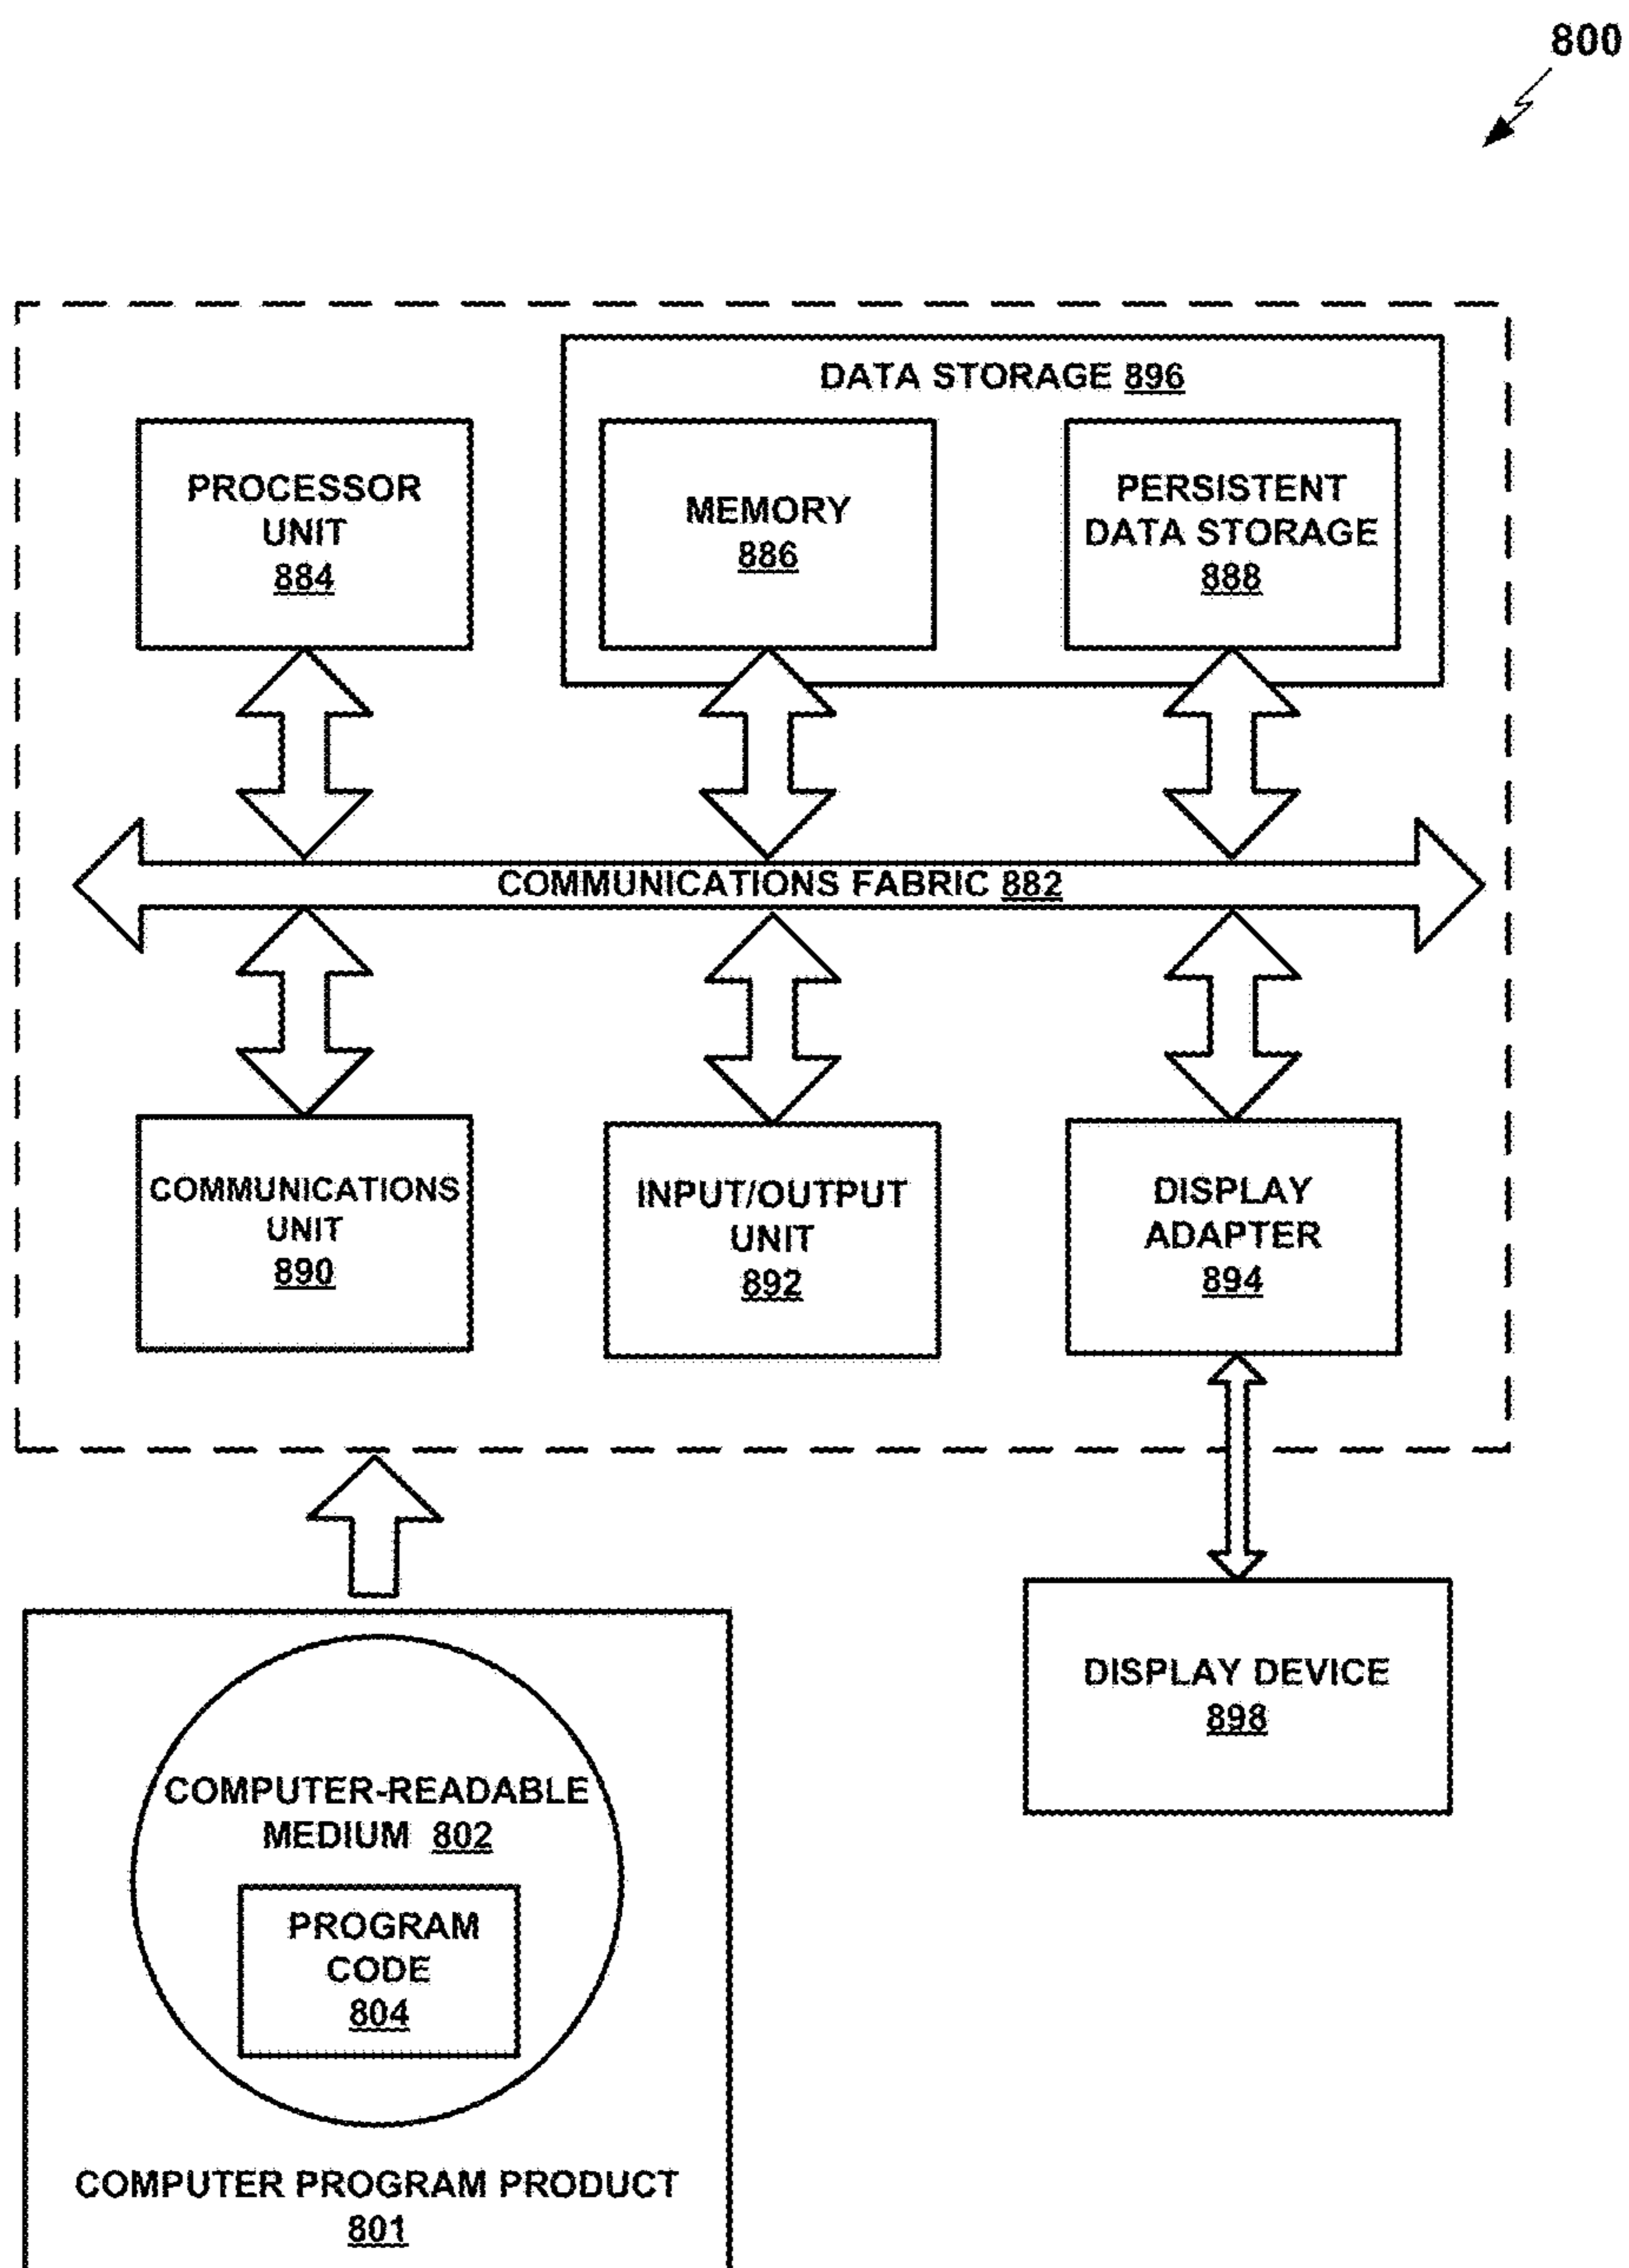 800
DATA STORAGE 896
PROCESSOR
UNIT
884
MEMORY
886
PERSISTENT
DATA STORAGE
888
COMMUNICATIONS FABRIC 882
COMMUNICATIONS
UNIT
890
INPUT/OUTPUT
UNIT
892
DISPLAY
ADAPTER
894
DISPLAY DEVICE
898
COMPUTER-READABLE
MEDIUM 802
PROGRAM
CODE
804
COMPUTER PROGRAM PRODUCT
801